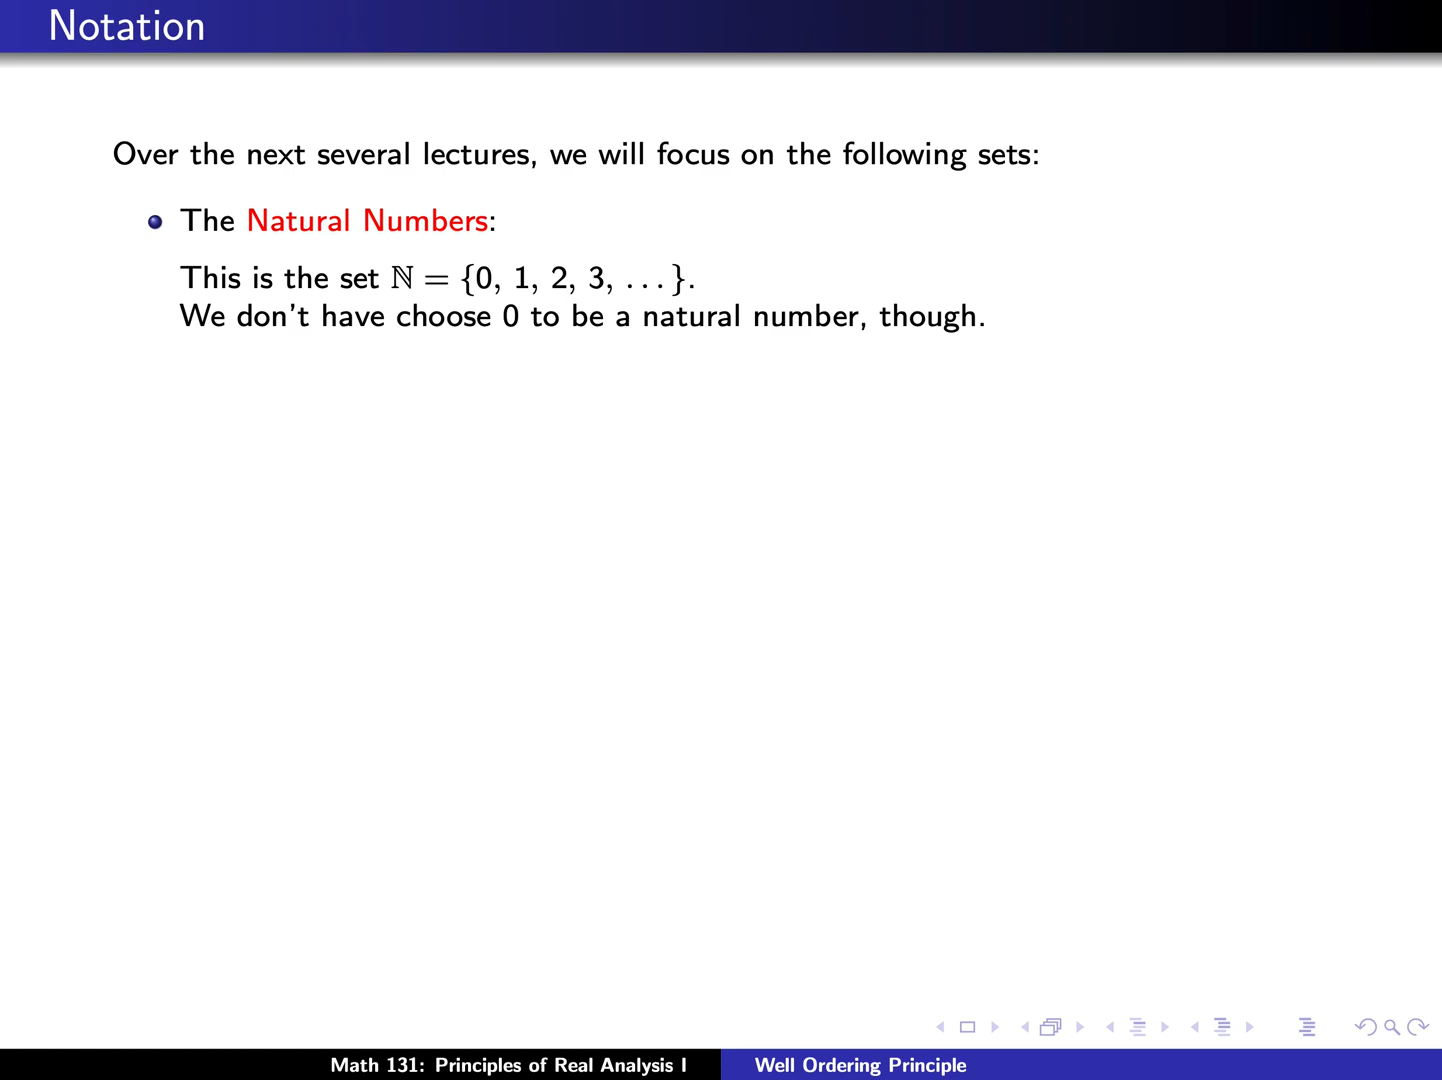 Notation
Over the next several lectures, we will focus on the following sets:
The Natural Numbers:
This is the set ℕ = {0, 1, 2, 3, . . . }.
We don't have choose 0 to be a natural number, though.
Math 131: Principles of Real Analysis I
Well Ordering Principle